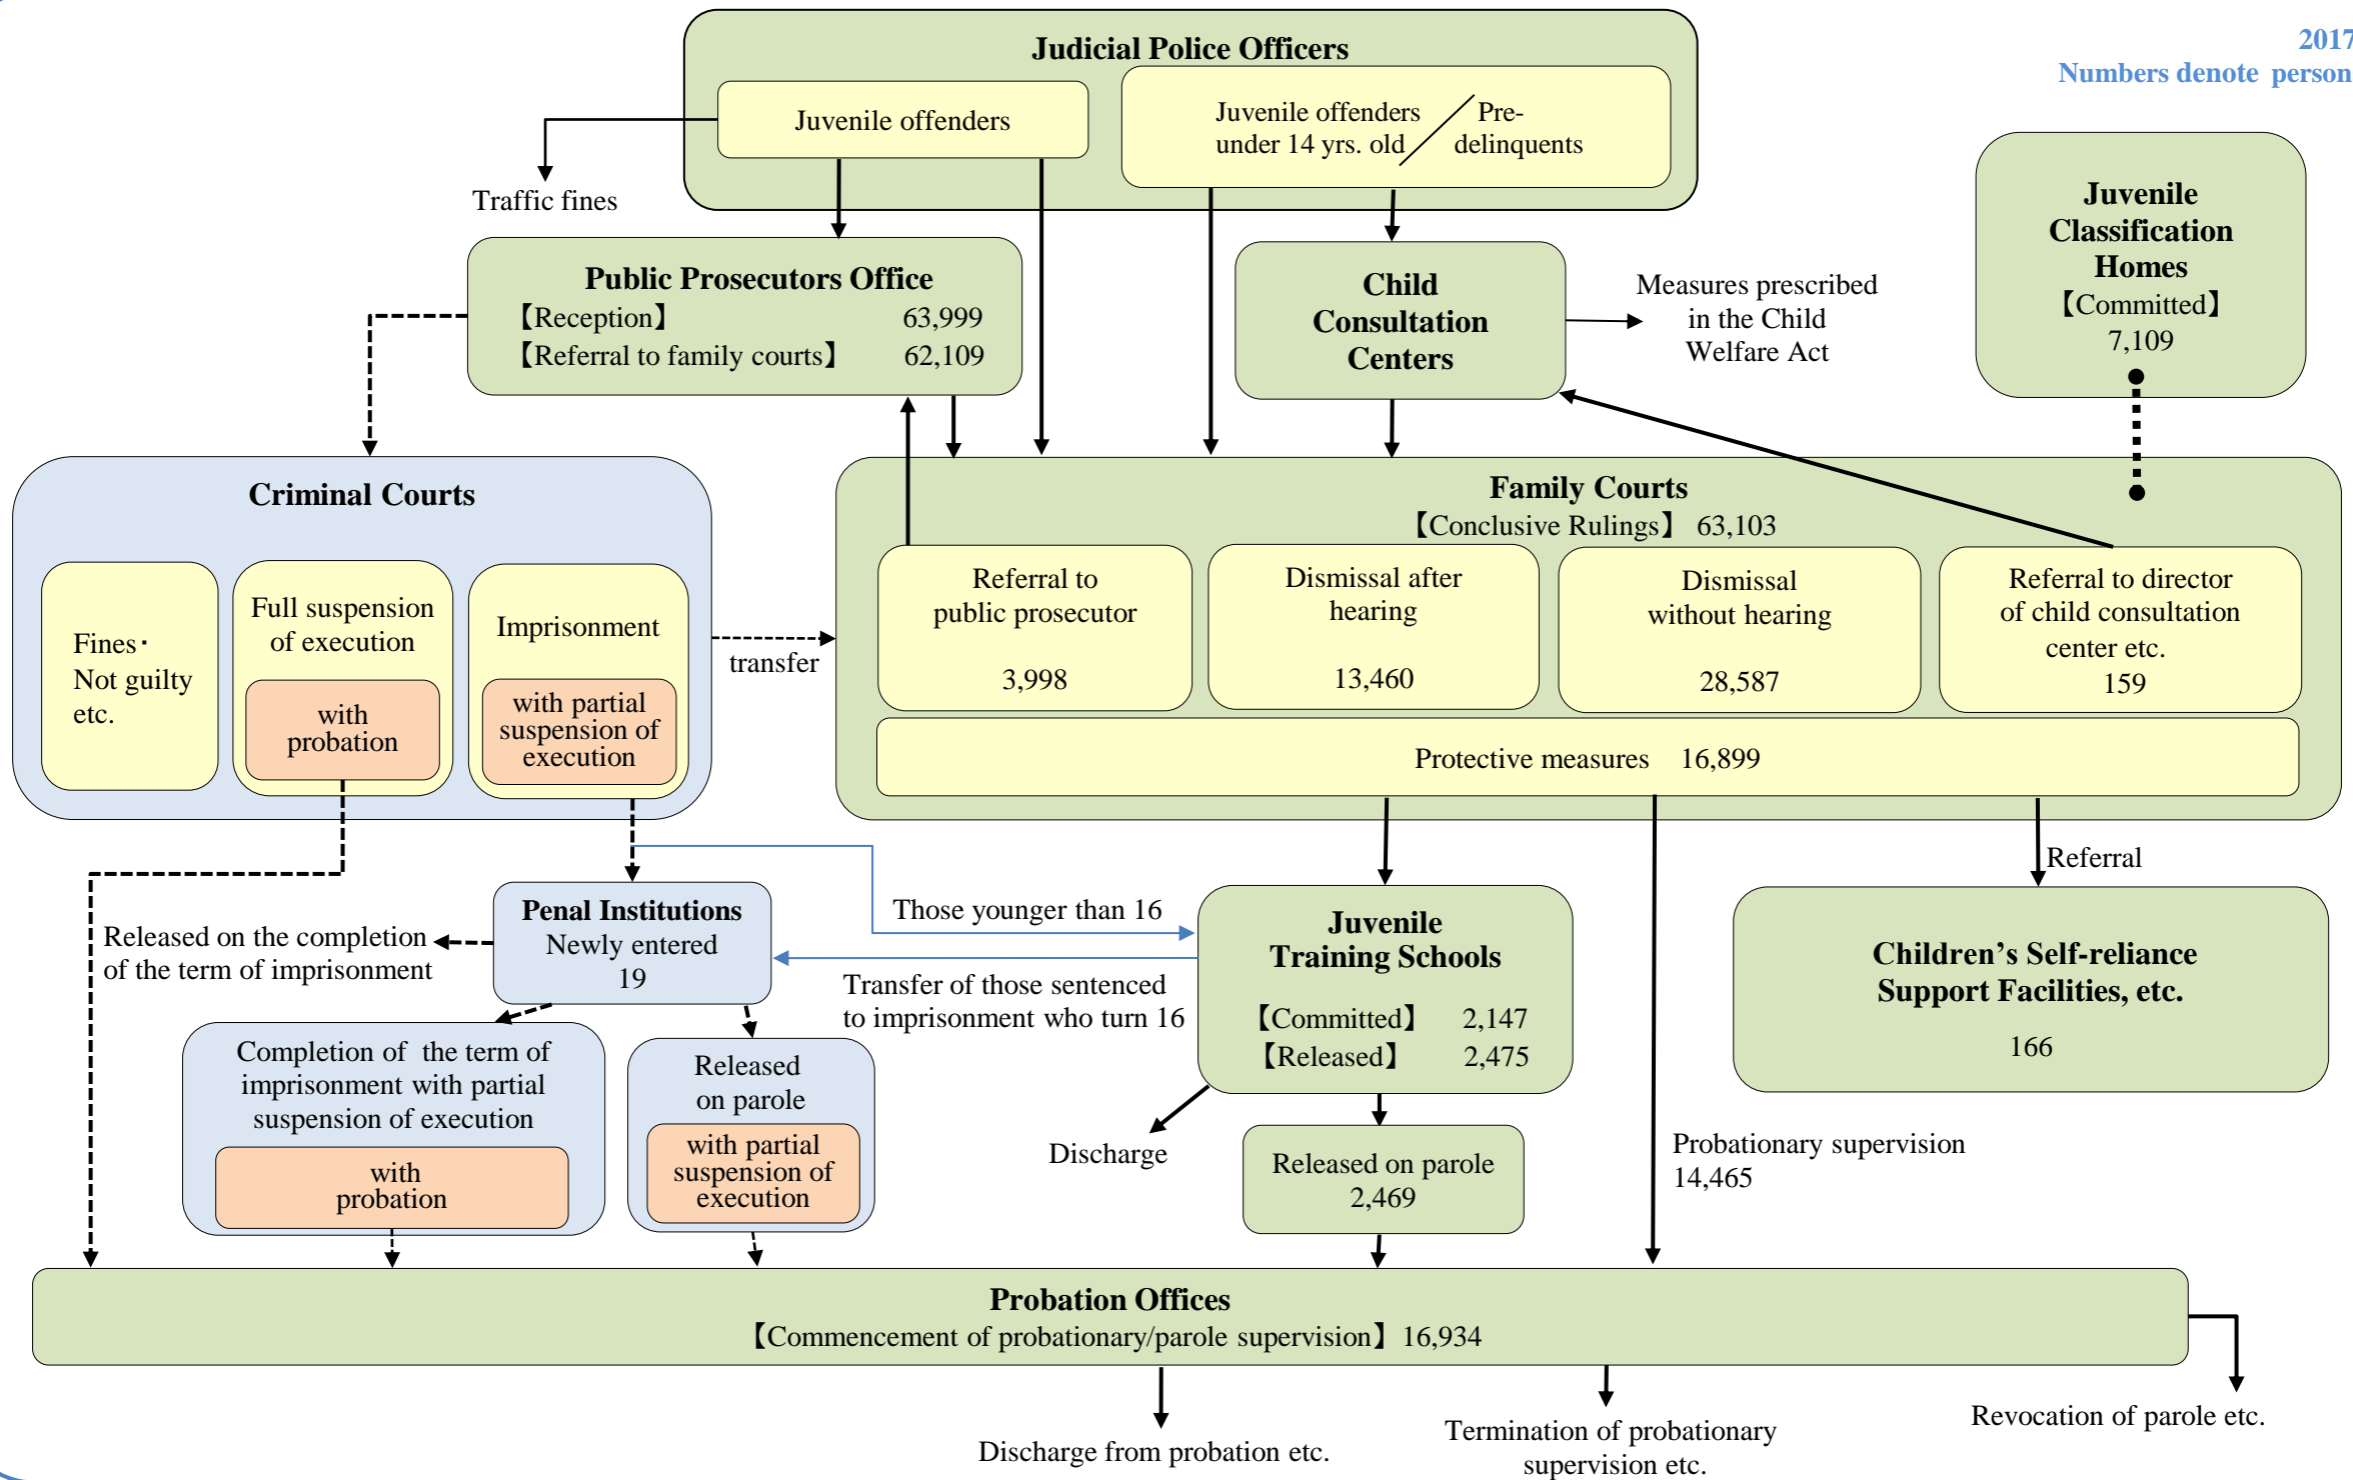 Judicial Police Officers
2017
Numbers denote person
Juvenile offenders
Juvenile offenders
under 14 yrs. old
Pre-
delinquents
Traffic fines
Public Prosecutors Office
【Reception】 63,999
【Referral to family courts】 62,109
Child
Consultation
Centers
Measures prescribed
in the Child
Welfare Act
Juvenile
Classification
Homes
【Committed】
7,109
Criminal Courts
Fines・
Not guilty
etc.
Full suspension
of execution
with
probation
Imprisonment
with partial
suspension of
execution
transfer
Family Courts
【Conclusive Rulings】 63,103
Referral to
public prosecutor
3,998
Dismissal after
hearing
13,460
Dismissal
without hearing
28,587
Referral to director
of child consultation
center etc.
159
Protective measures 16,899
Referral
Penal Institutions
Newly entered
19
Released on the completion
of the term of imprisonment
Those younger than 16
Transfer of those sentenced
to imprisonment who turn 16
Juvenile
Training Schools
【Committed】 2,147
【Released】 2,475
Children’s Self-reliance
Support Facilities, etc.
166
Completion of the term of
imprisonment with partial
suspension of execution
with
probation
Released
on parole
with partial
suspension of
execution
Discharge
Released on parole
2,469
Probationary supervision
14,465
Probation Offices
【Commencement of probationary/parole supervision】 16,934
Discharge from probation etc.
Termination of probationary
supervision etc.
Revocation of parole etc.